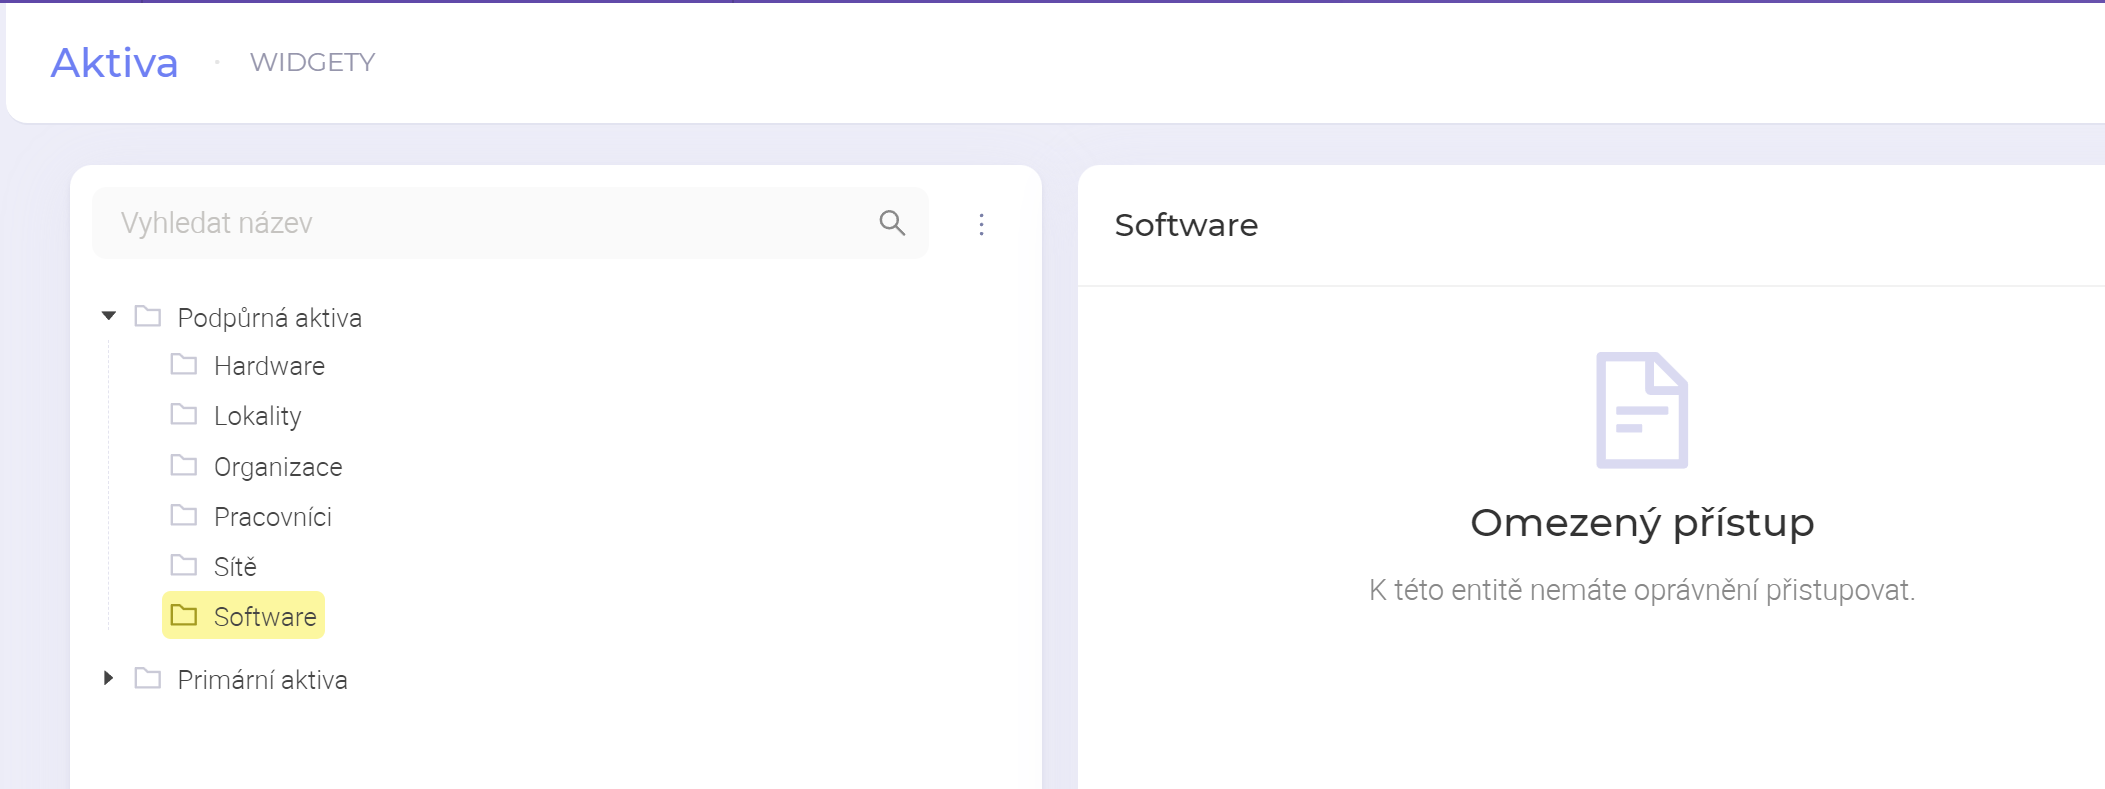 Aktiva
WIDGETY
Vyhledat název
Podpůrná aktiva
Hardware
Lokality
Organizace
Pracovníci
Sítě
Software
Primární aktiva
Software
Omezený přístup
K této entitě nemáte oprávnění přistupovat.